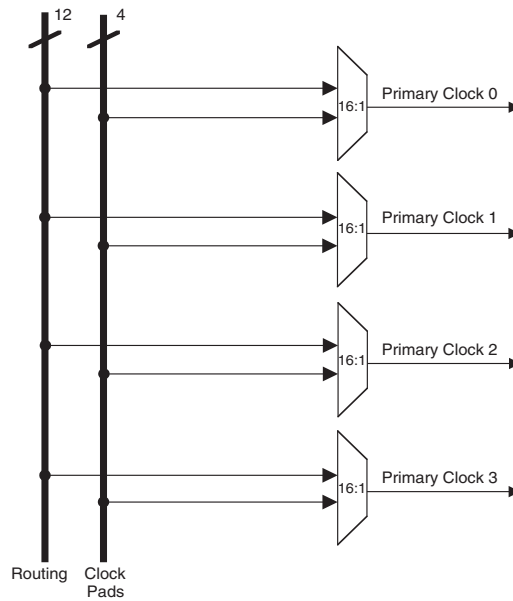 12
4
16:1
Primary Clock 0
16:1
Primary Clock 1
16:1
Primary Clock 2
16:1
Primary Clock 3
Routing
Clock
Pads